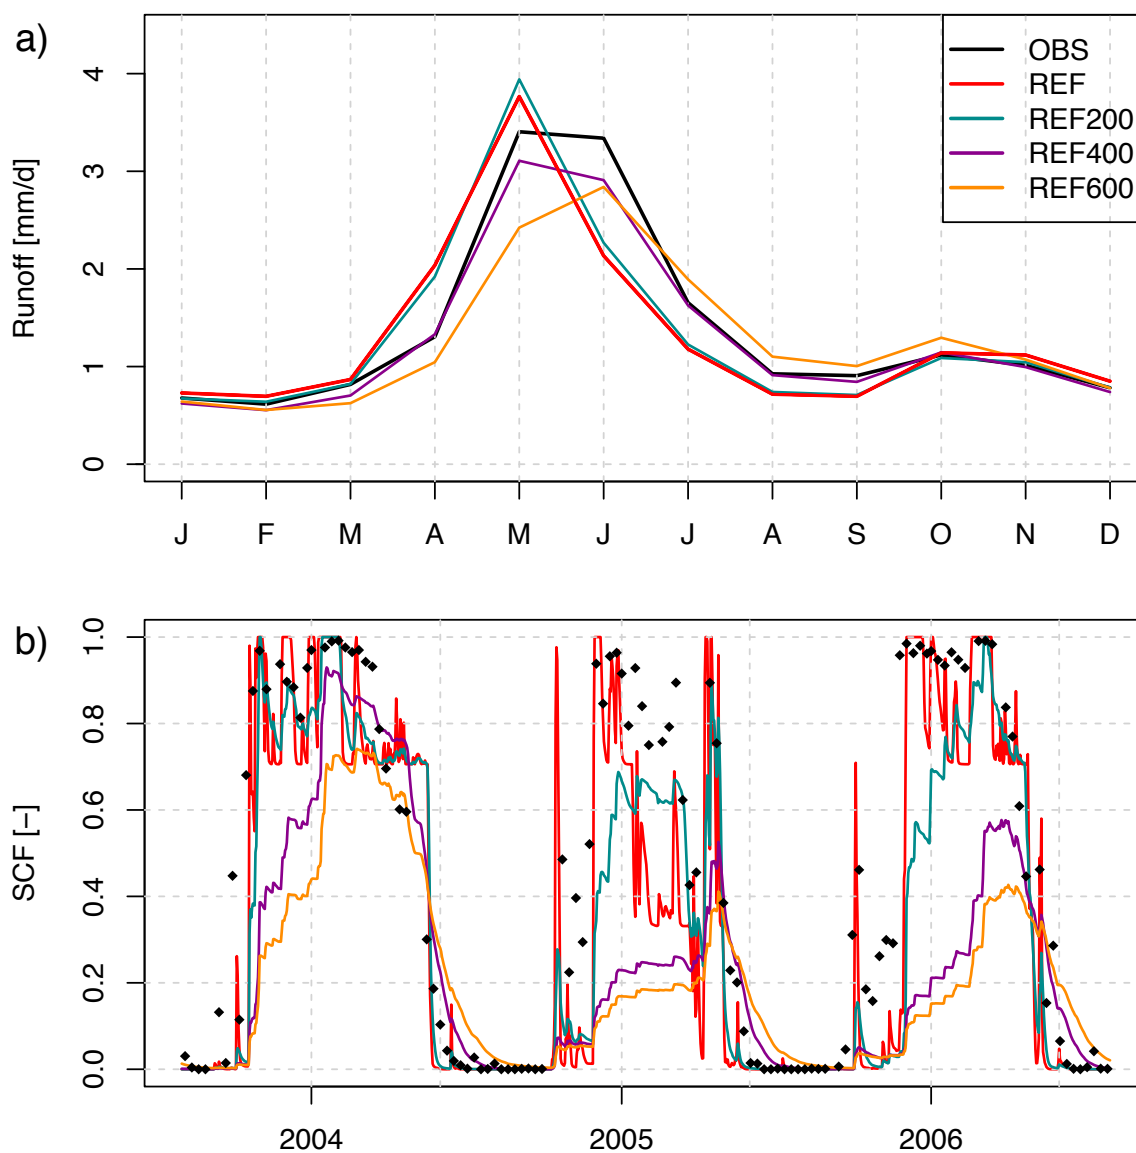 a)
OBS
REF
REF200
REF400
REF600
Runoff [mm/d]
4
3
2
1
0
J F M A M J J A S O N D
b)
SCF [−]
1.0
0.8
0.6
0.4
0.2
0.0
2004 2005 2006